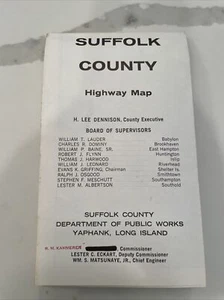 SUFFOLK
COUNTY
Highway Map
H. LEE DENNISON, County Executive
BOARD OF SUPERVISORS
WILLIAM T. LAUDER Babylon
CHARLES R. DOMINY Brookhaven
WILLIAM P. BAINE, SR. East Hampton
ROBERT J. FLYNN Huntington
THOMAS J. HARWOOD Islip
WILLIAM J. LEONARD Riverhead
EVANS K. GRIFFING, Chairman Shelter Is.
RALPH J. OSGOOD Smithtown
STEPHEN F. MESCHUTT Southampton
LESTER M. ALBERTSON Southold
SUFFOLK COUNTY
DEPARTMENT OF PUBLIC WORKS
YAPHANK, LONG ISLAND
Commissioner
LESTER C. ECKART, Deputy Commissioner
WM. S. MATSUNAYE, JR., Chief Engineer